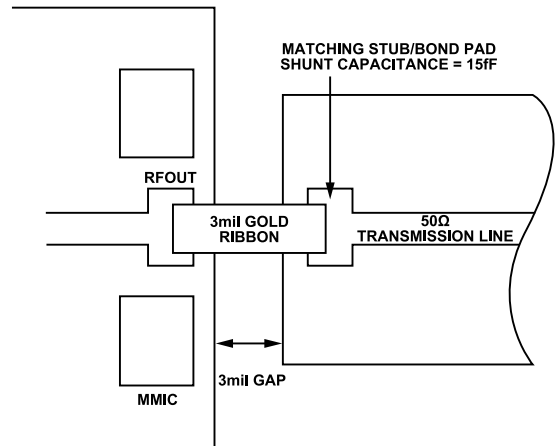 MATCHING STUB/BOND PAD
SHUNT CAPACITANCE = 15fF
RFOUT
3mil GOLD
RIBBON
50Ω
TRANSMISSION LINE
3mil GAP
MMIC